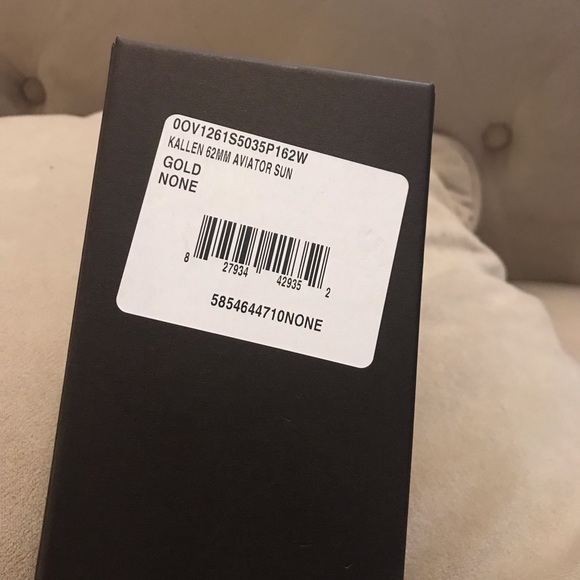 0OV1261S5035P162W
KALLEN 62MM AVIATOR SUN
GOLD
NONE
8 27934 42935 2
5854644710NONE